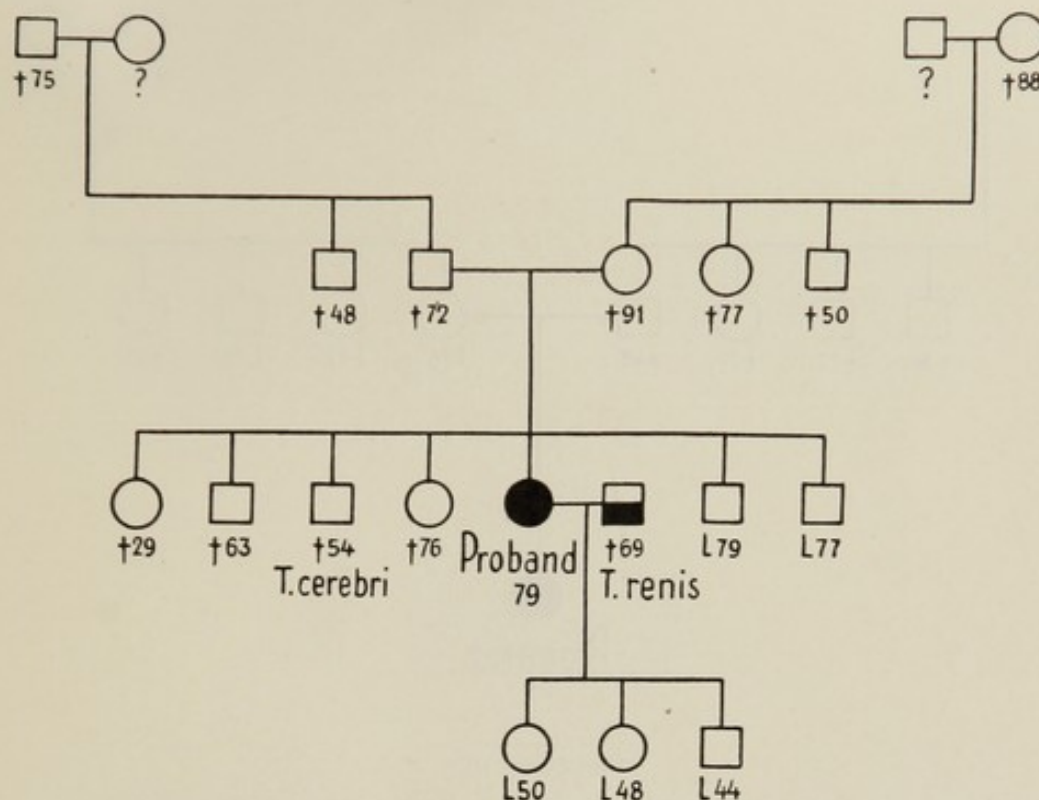 †75 ? ? †88
†48 †72 †91 †77 †50
†29 †63 †54 †76 Proband †69 L79 L77
T.cerebri 79 T. renis
L50 L48 L44